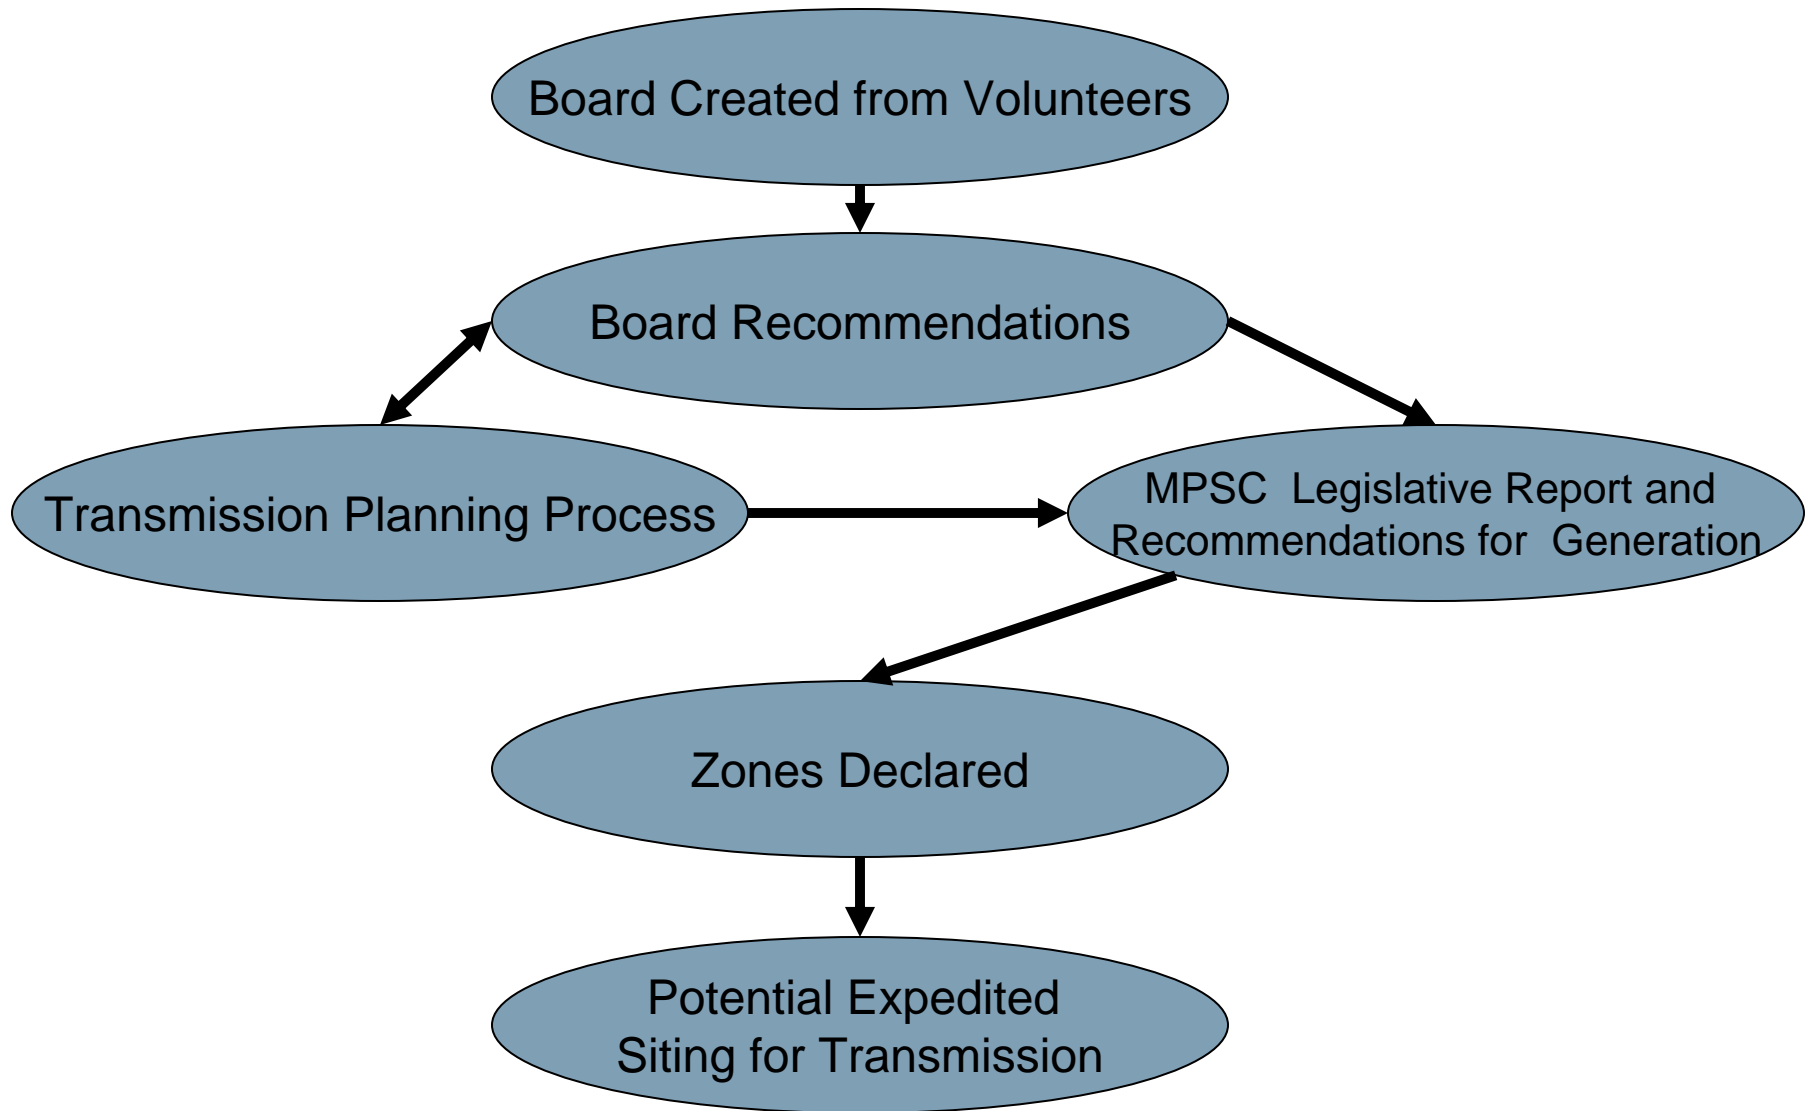 Board Created from Volunteers
Board Recommendations
Transmission Planning Process
MPSC  Legislative Report and
Recommendations for  Generation
Zones Declared
Potential Expedited
Siting for Transmission